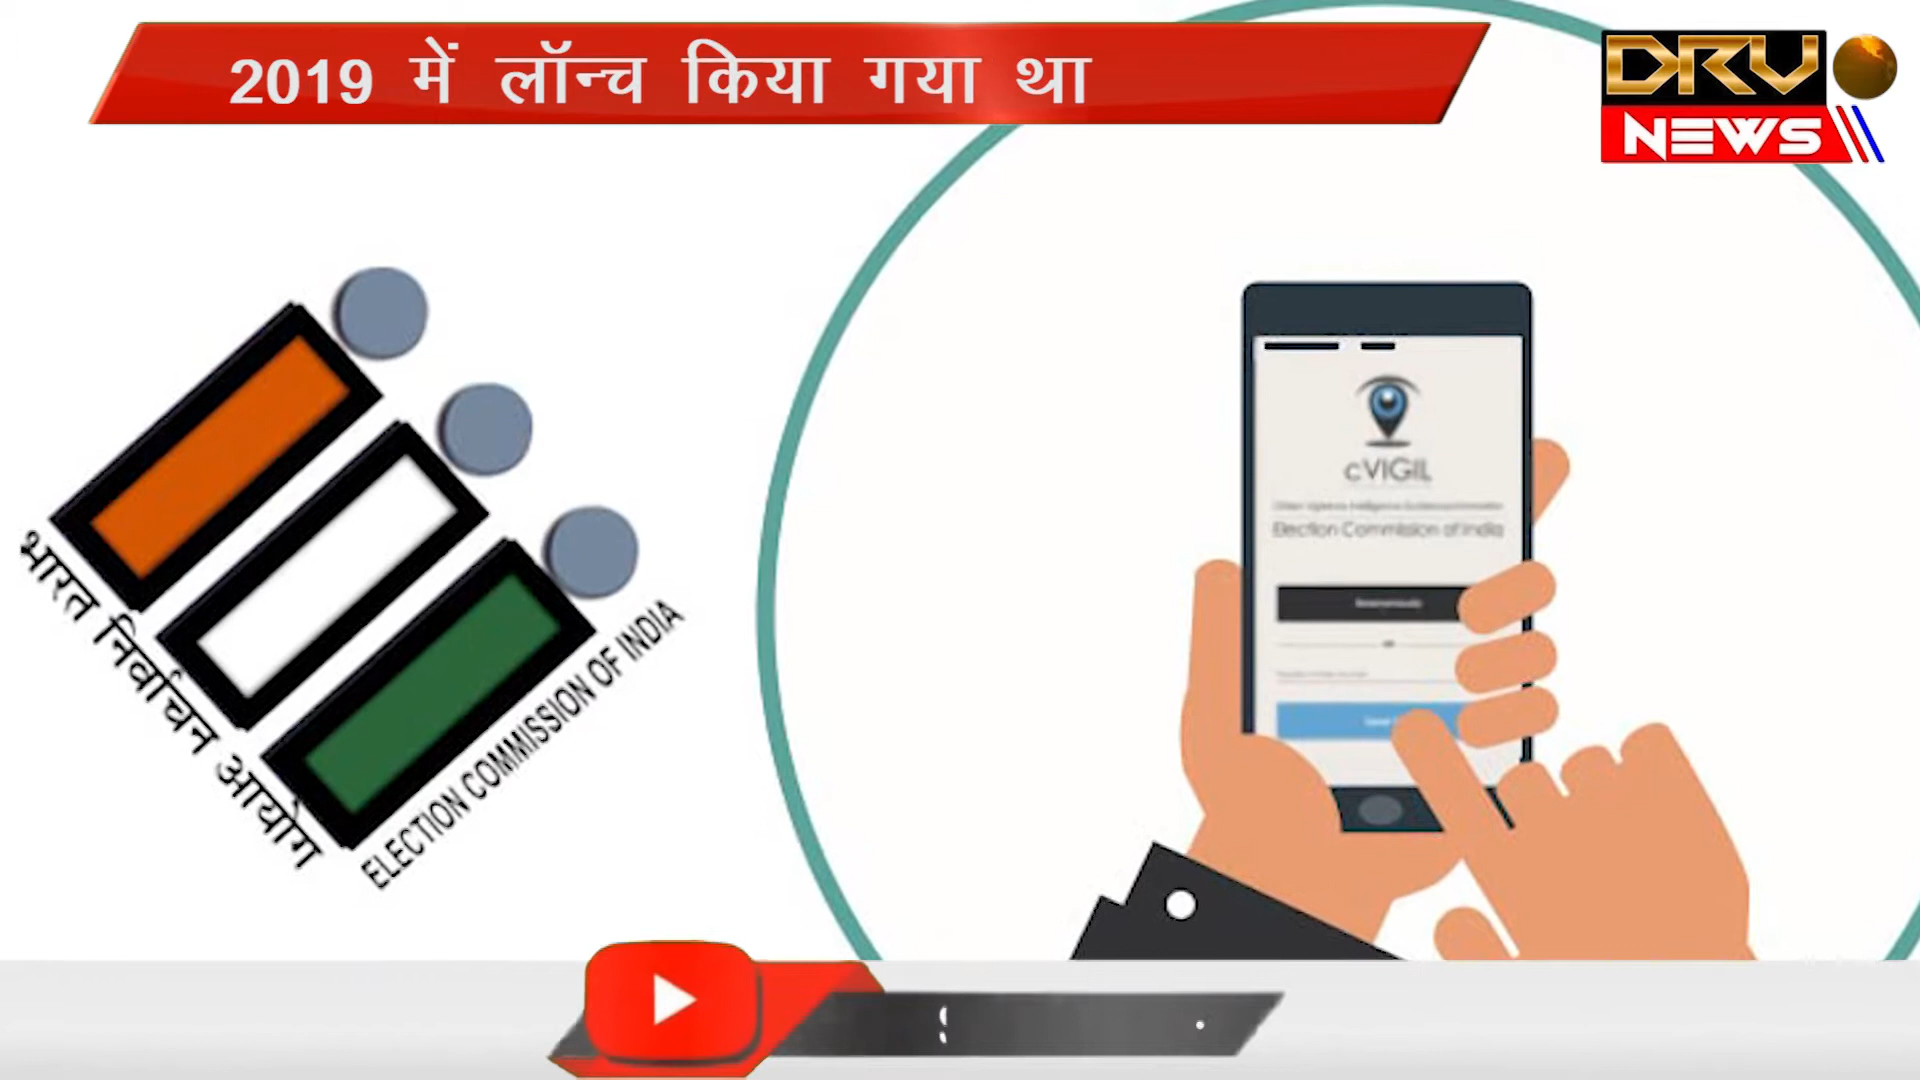 2019 में लॉन्च किया गया था
DRV
NEWS
भारत निर्वाचन आयोग
ELECTION COMMISSION OF INDIA
cVIGIL
Election Commission of India